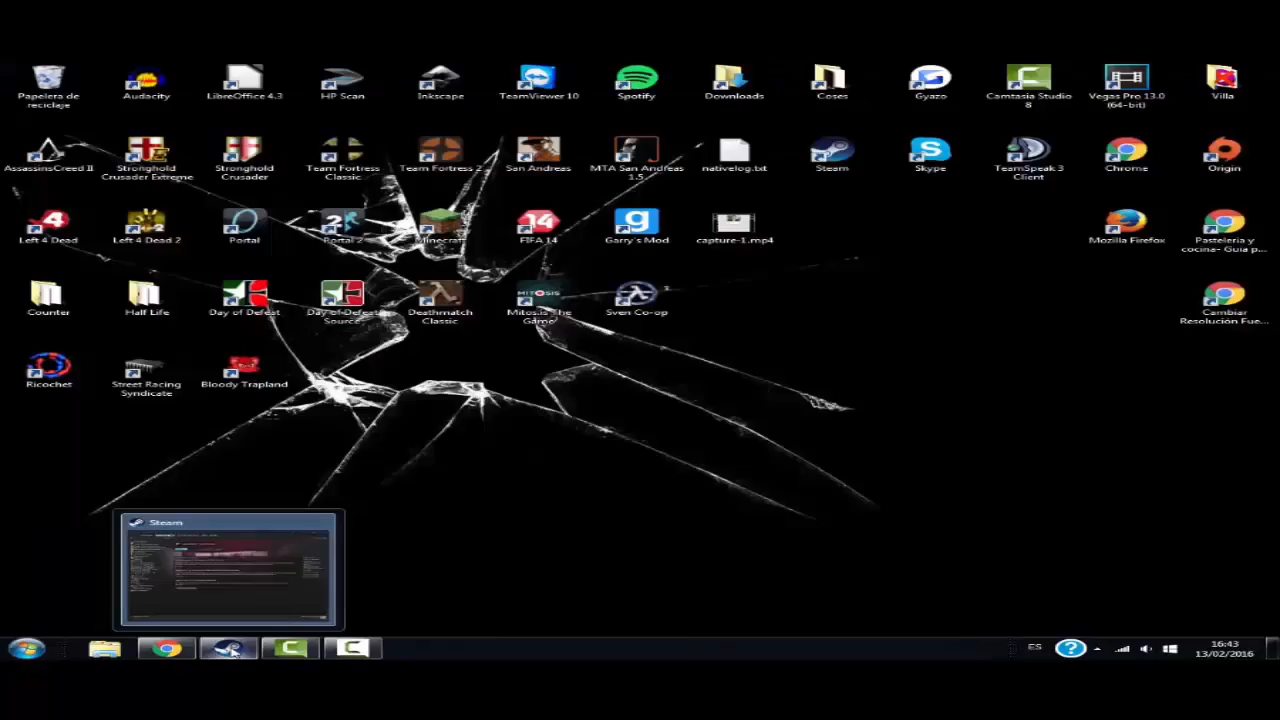 Papelera de
reciclaje
Audacity
LibreOffice 4.3
HP Scan
Inkscape
TeamViewer 10
Spotify
Downloads
Coses
Gyazo
Camtasia Studio
8
Vegas Pro 13.0
(64-bit)
Villa
AssassinsCreed II
Stronghold
Crusader Extreme
Stronghold
Crusader
Team Fortress
Classic
Team Fortress 2
San Andreas
MTA San Andreas
1.5
nativelog.txt
Steam
Skype
TeamSpeak 3
Client
Chrome
Origin
Left 4 Dead
Left 4 Dead 2
Portal
Portal 2
Minecraft
FIFA 14
Garry's Mod
capture-1.mp4
Mozilla Firefox
Pasteleria y
cocina- Guia p...
Counter
Half Life
Day of Defeat
Day of Defeat
Source
Deathmatch
Classic
MITOSIS
Mitos.is The
Game
Sven Co-op
Cambiar
Resolución Fue...
Ricochet
Street Racing
Syndicate
Bloody Trapland
Steam
ES
16:43
13/02/2016